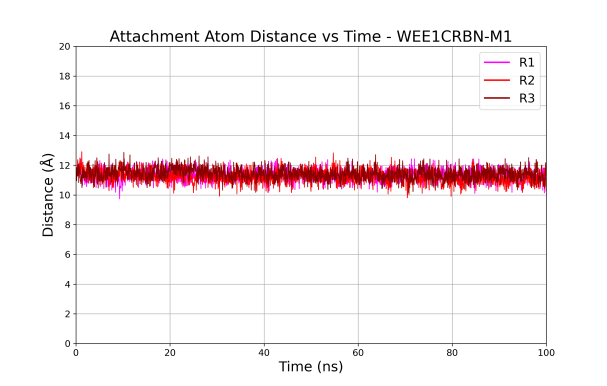 Attachment Atom Distance vs Time - WEE1CRBN-M1
20
18
16
14
12
10
8
6
4
2
0
Distance (Å)
R1
R2
R3
0 20 40 60 80 100
Time (ns)